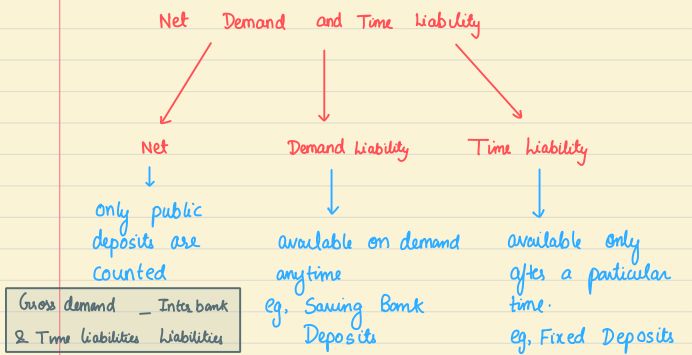 Net Demand and Time Liability
Net
Demand Liability
Time Liability
only public
deposits are
counted
available on demand
anytime
eg, Saving Bank
Deposits
available only
after a particular
time.
eg, Fixed Deposits
Gross demand - Inter bank
& Time liabilities Liabilities